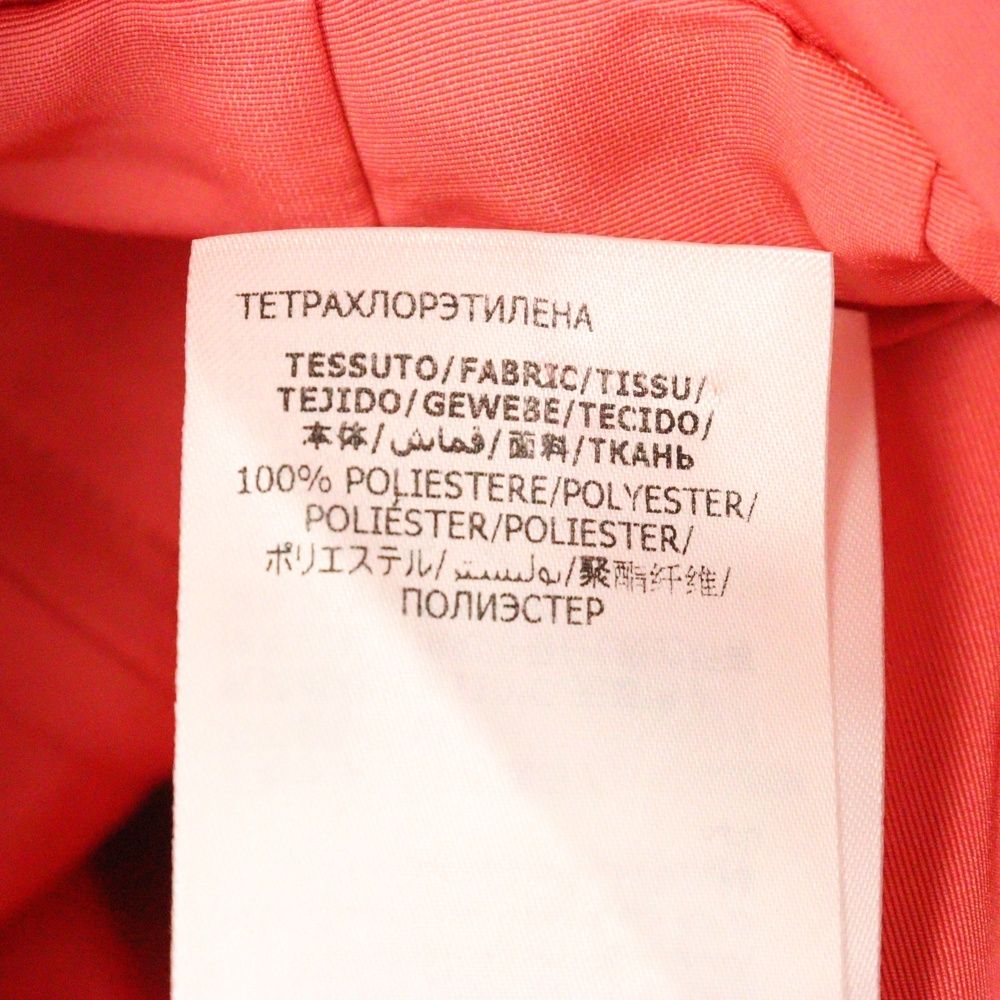 ТЕТРАХЛОРЭТИЛЕНА
TESSUTO/FABRIC/TISSU/
TEJIDO/GEWEBE/TECIDO/
本体/قماش/面料/ТКАНЬ
100% POLIESTERE/POLYESTER/
POLIÉSTER/POLIESTER/
ポリエステル/بوليستر/聚酯纤维/
ПОЛИЭСТЕР